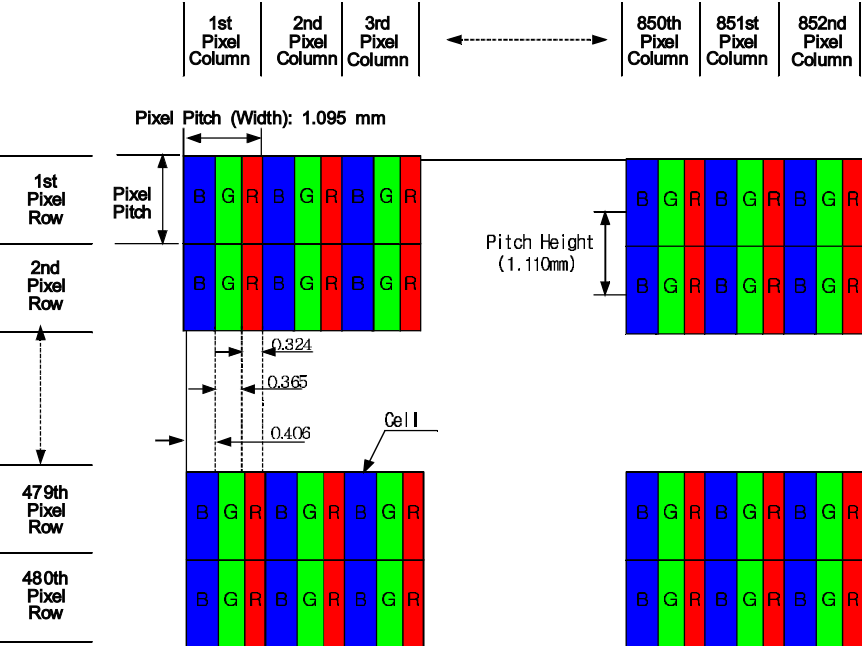 1st
Pixel
Column
2nd
Pixel
Column
3rd
Pixel
Column
850th
Pixel
Column
851st
Pixel
Column
852nd
Pixel
Column
Pixel Pitch (Width): 1.095 mm
1st
Pixel
Row
Pixel
Pitch
B G R B G R B G R
B G R B G R
Pitch Height
(1.110mm)
2nd
Pixel
Row
B G R B G R B G R
B G R B G R
0.324
0.365
0.406
Cell
479th
Pixel
Row
B G R B G R B G R
B G R B G R
480th
Pixel
Row
B G R B G R B G R
B G R B G R